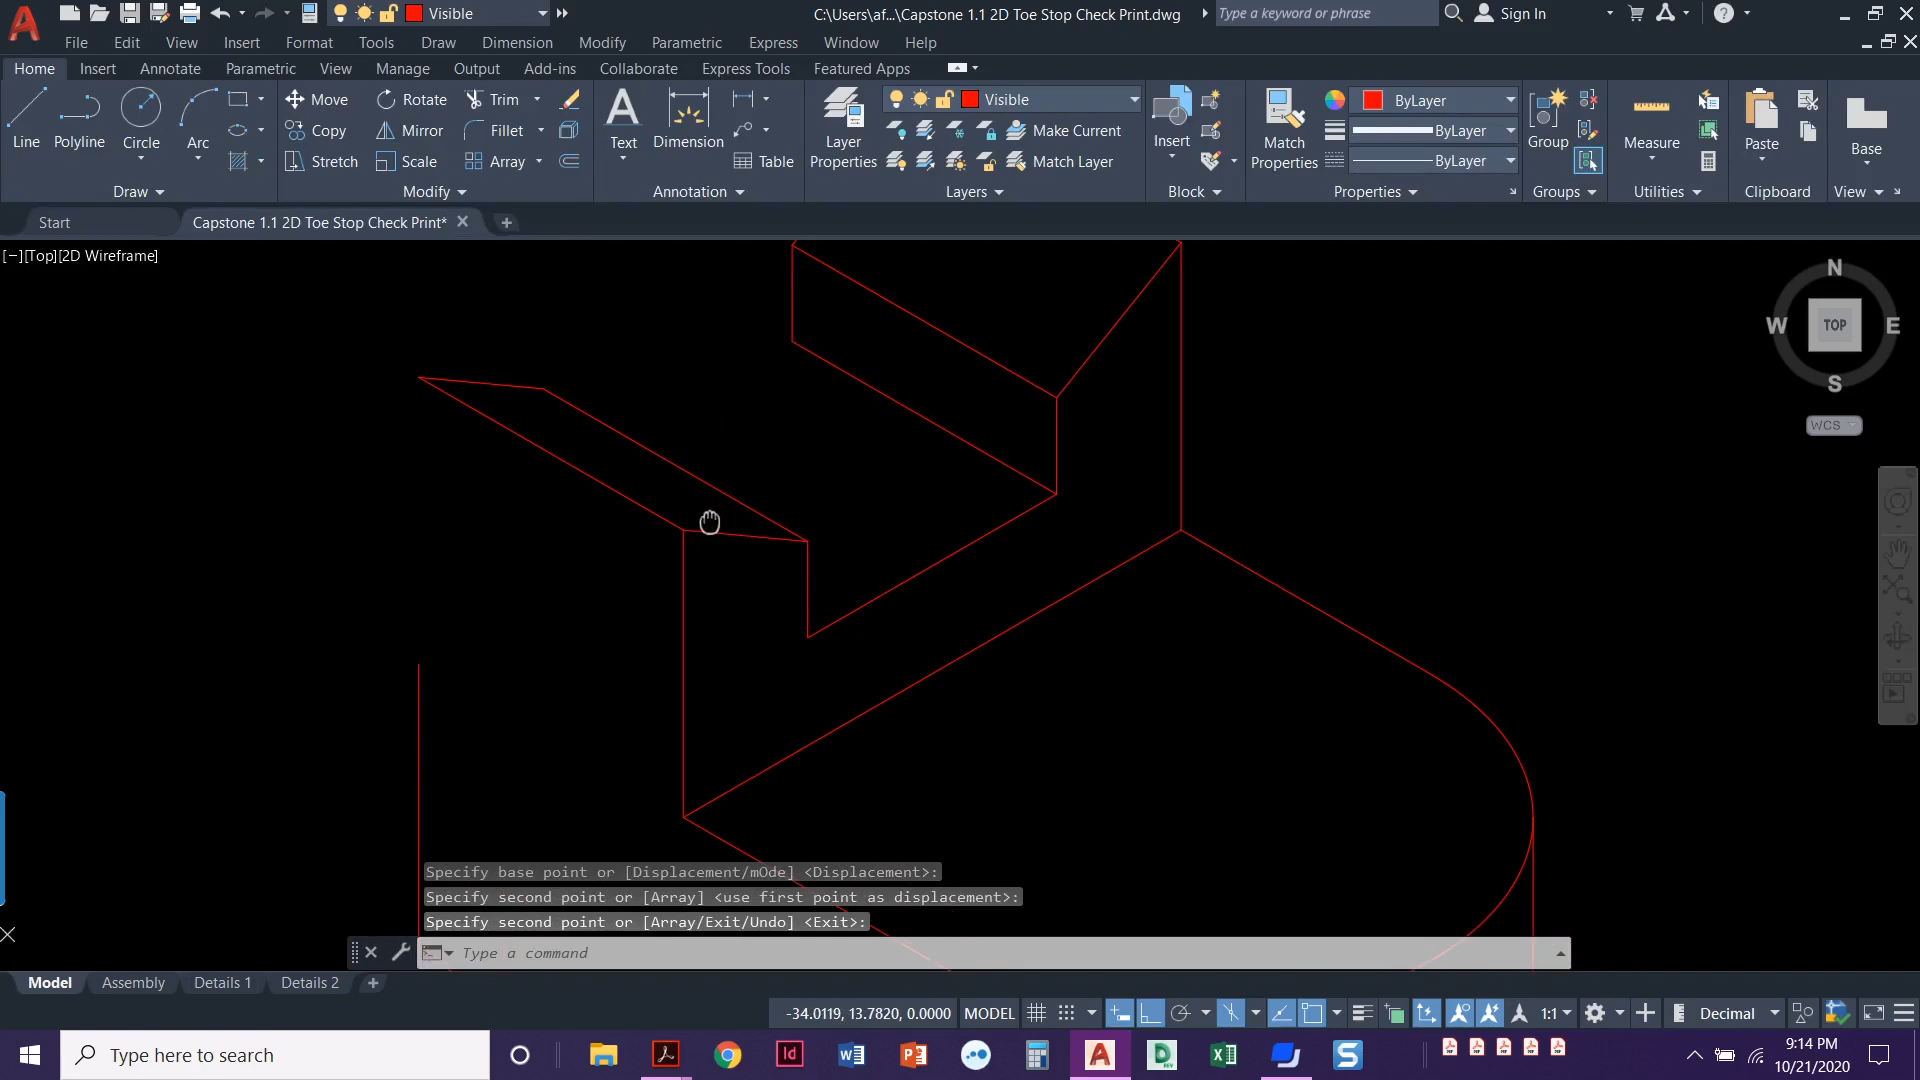 Visible
C:\Users\af...\Capstone 1.1 2D Toe Stop Check Print.dwg
Type a keyword or phrase
Sign In
File Edit View Insert Format Tools Draw Dimension Modify Parametric Express Window Help
Home Insert Annotate Parametric View Manage Output Add-ins Collaborate Express Tools Featured Apps
Line
Polyline
Circle
Arc
Draw
Move Rotate Trim
Copy Mirror Fillet
Stretch Scale Array
Modify
Text
Dimension
Table
Annotation
Layer
Properties
Visible
Make Current
Match Layer
Layers
Insert
Block
Match
Properties
ByLayer
ByLayer
ByLayer
Properties
Group
Groups
Measure
Utilities
Paste
Clipboard
Base
View
Start
Capstone 1.1 2D Toe Stop Check Print*
[−][Top][2D Wireframe]
N
W TOP E
S
WCS
Specify base point or [Displacement/mOde] <Displacement>:
Specify second point or [Array] <use first point as displacement>:
Specify second point or [Array/Exit/Undo] <Exit>:
Type a command
Model Assembly Details 1 Details 2
-34.0119, 13.7820, 0.0000 MODEL
1:1
Decimal
Type here to search
9:14 PM
10/21/2020